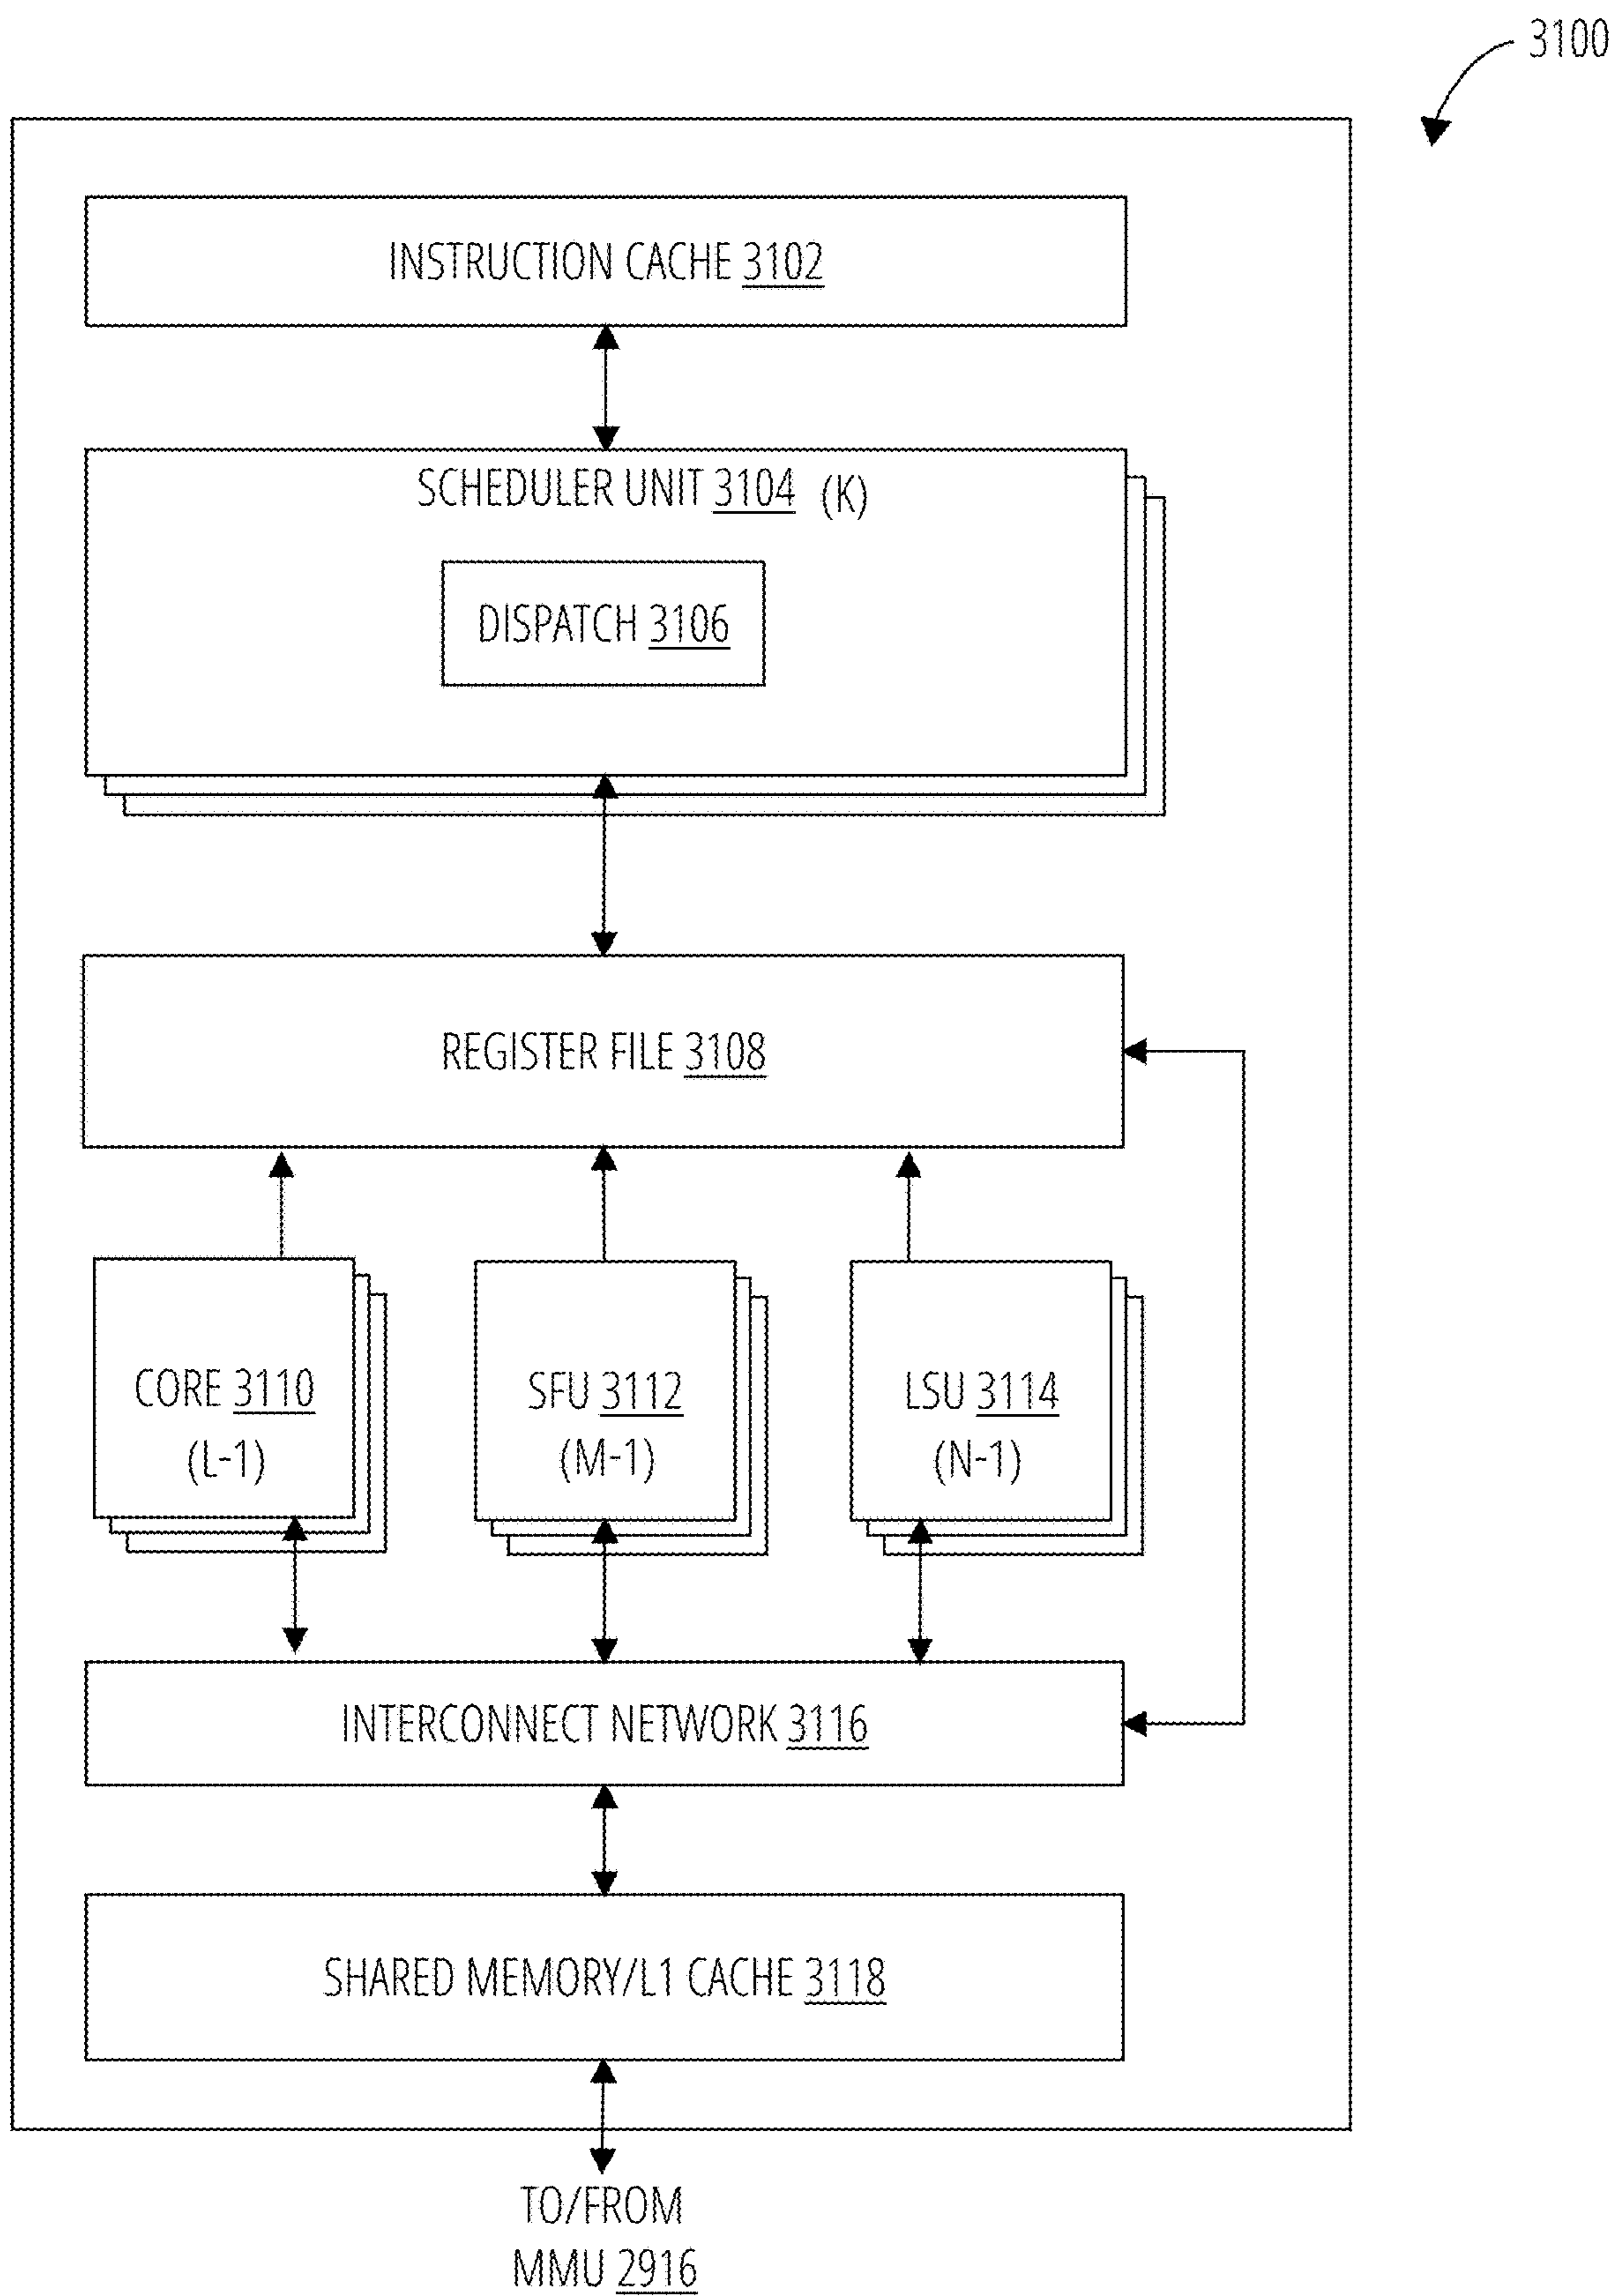 3100
INSTRUCTION CACHE 3102
SCHEDULER UNIT 3104 (K)
DISPATCH 3106
REGISTER FILE 3108
CORE 3110
(L-1)
SFU 3112
(M-1)
LSU 3114
(N-1)
INTERCONNECT NETWORK 3116
SHARED MEMORY/L1 CACHE 3118
TO/FROM
MMU 2916